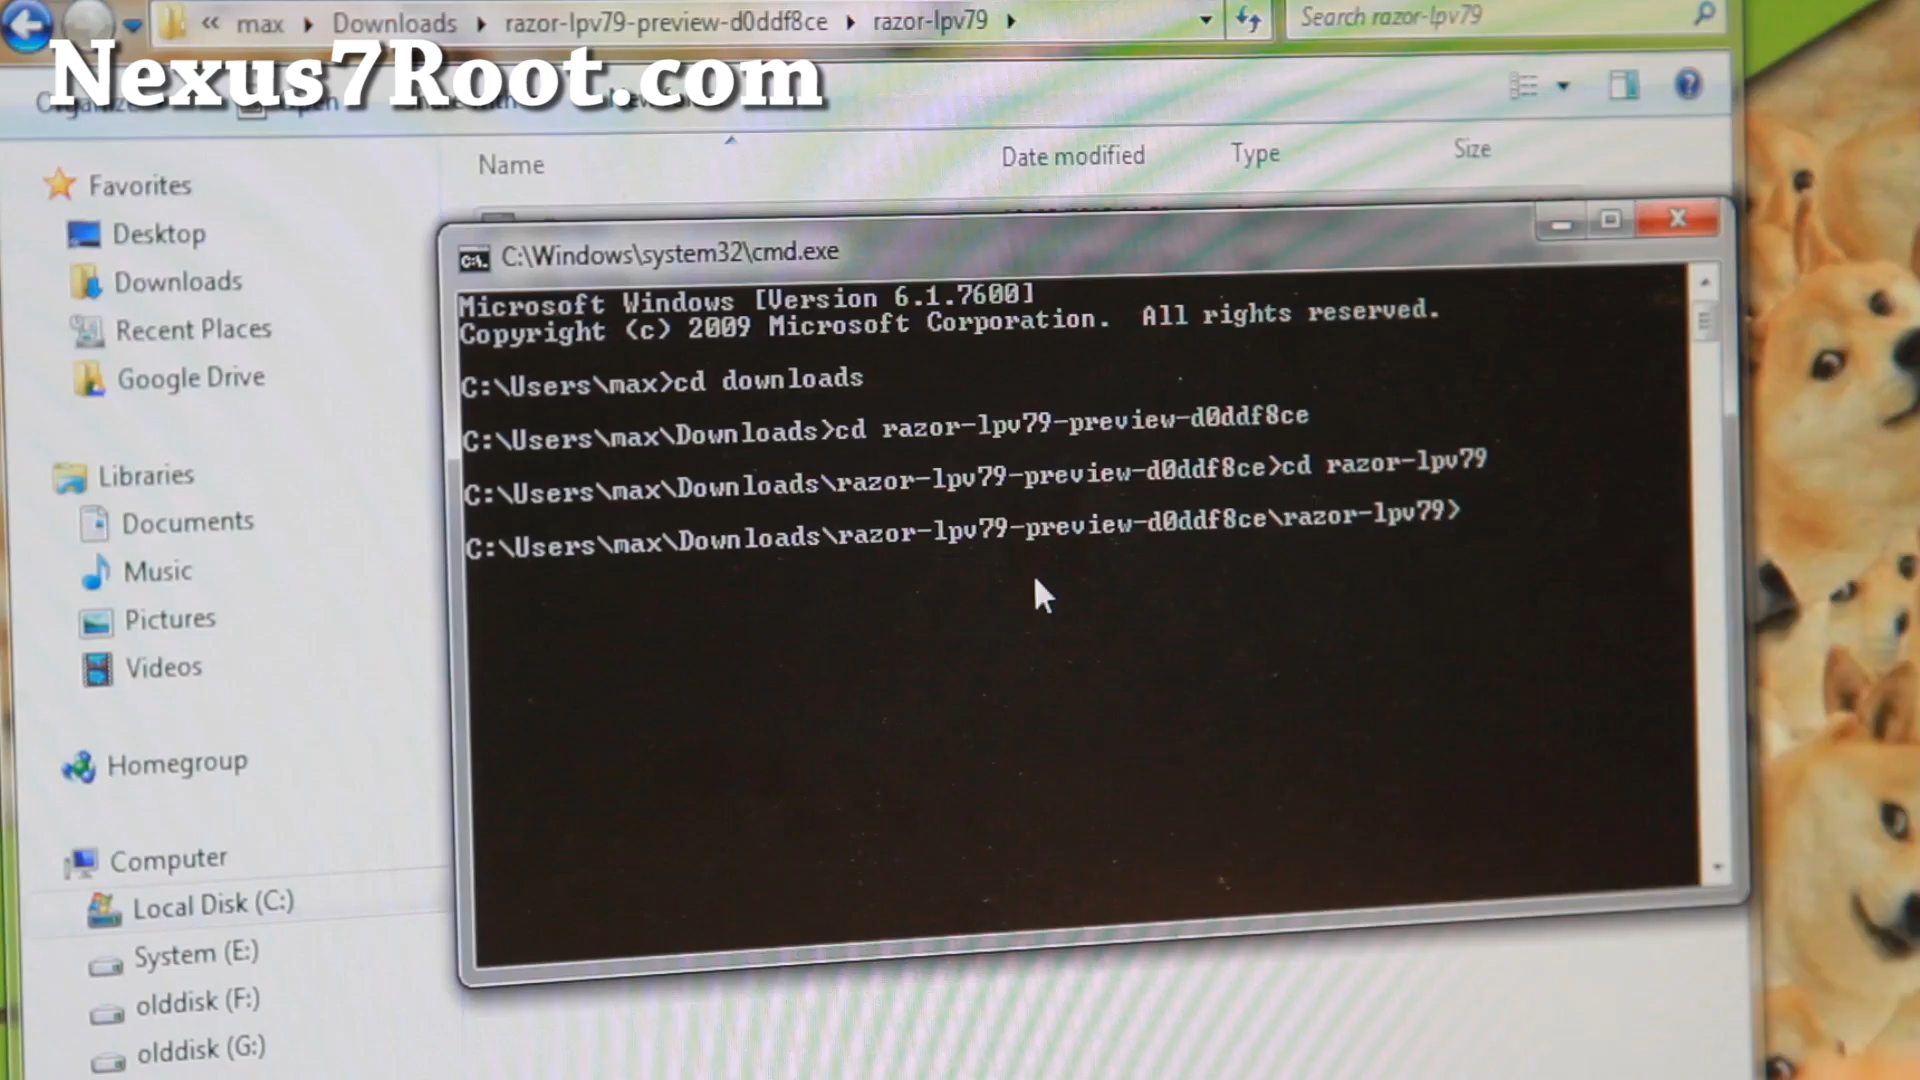 « max ▸ Downloads ▸ razor-lpv79-preview-d0ddf8ce ▸ razor-lpv79 ▸
Search razor-lpv79
Nexus7Root.com
Name
Date modified
Type
Size
Favorites
Desktop
Downloads
Recent Places
Google Drive
Libraries
Documents
Music
Pictures
Videos
Homegroup
Computer
Local Disk (C:)
System (E:)
olddisk (F:)
olddisk (G:)
C:\Windows\system32\cmd.exe
Microsoft Windows [Version 6.1.7600]
Copyright (c) 2009 Microsoft Corporation. All rights reserved.
C:\Users\max>cd downloads
C:\Users\max\Downloads>cd razor-lpv79-preview-d0ddf8ce
C:\Users\max\Downloads\razor-lpv79-preview-d0ddf8ce>cd razor-lpv79
C:\Users\max\Downloads\razor-lpv79-preview-d0ddf8ce\razor-lpv79>